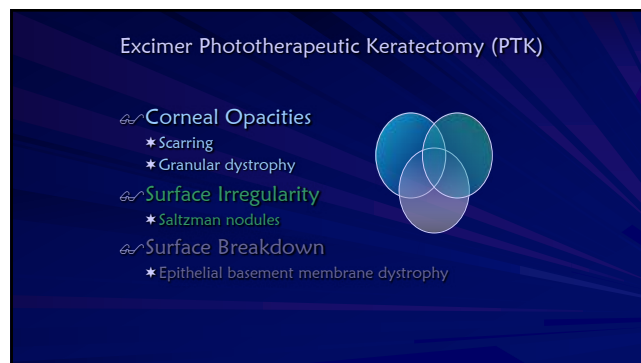 Excimer Phototherapeutic Keratectomy (PTK)
Corneal Opacities
Scarring
Granular dystrophy
Surface Irregularity
Saltzman nodules
Surface Breakdown
Epithelial basement membrane dystrophy